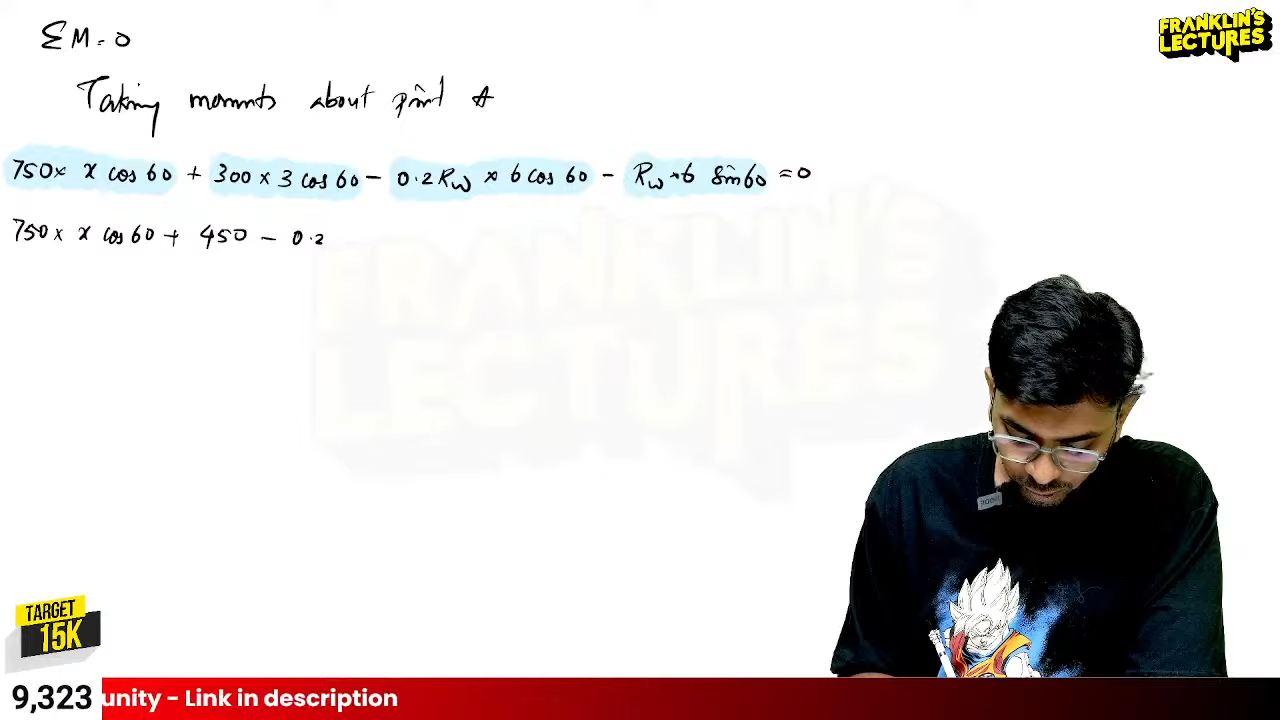 FRANKLIN'S
LECTURES
ΣM = 0
Taking moments about point A
750 × x cos 60 + 300 × 3 cos 60 - 0.2 Rw × 6 cos 60 - Rw × 6 sin 60 = 0
750 × x cos 60 + 450 - 0.2
FRANKLIN'S
LECTURES
TARGET
15K
9,323 unity - Link in description